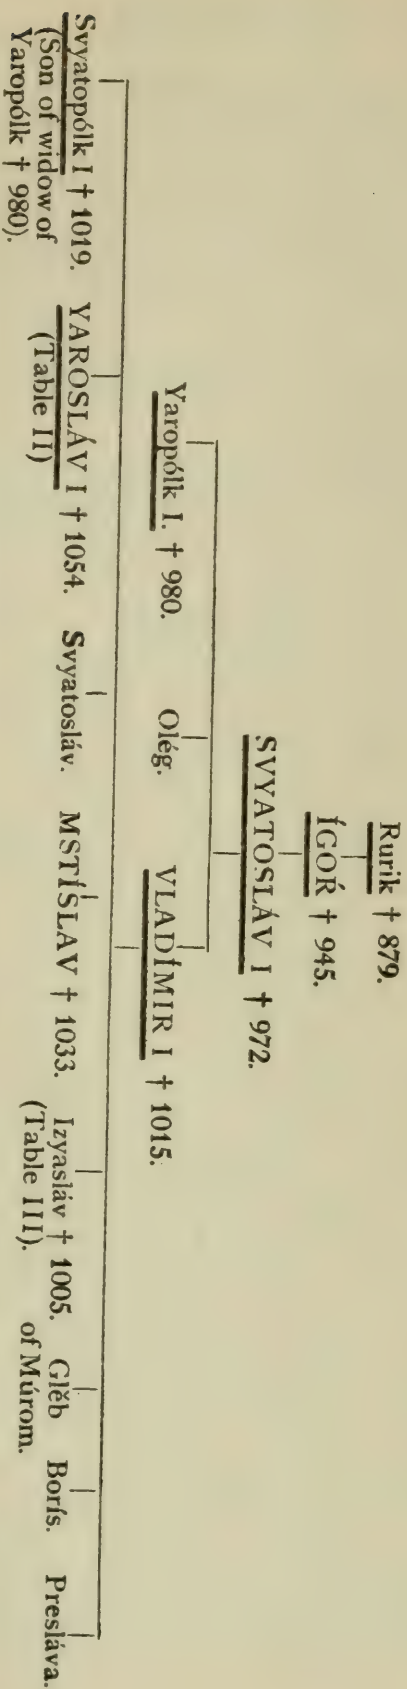 Rurik † 879.
ÍGOŔ † 945.
SVYATOSLÁV I † 972.
Yaropólk I. † 980. Olég. VLADÍMIR I † 1015.
Svyatopólk I † 1019. YAROSLÁV I † 1054. Svyatosláv. MSTÍSLAV † 1033. Izyasláv † 1005. Glěb Borís. Presláva.
(Son of widow of (Table II) (Table III). of Múrom.
Yaropólk † 980).